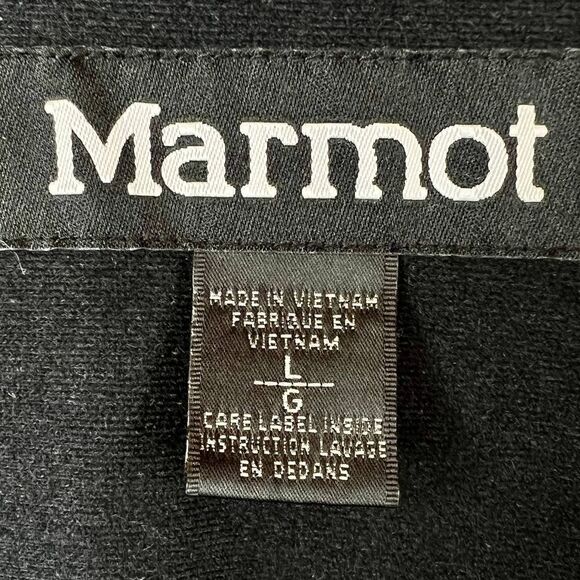 Marmot
MADE IN VIETNAM
FABRIQUE EN
VIETNAM
L
G
CARE LABEL INSIDE
INSTRUCTION LAVAGE
EN DEDANS